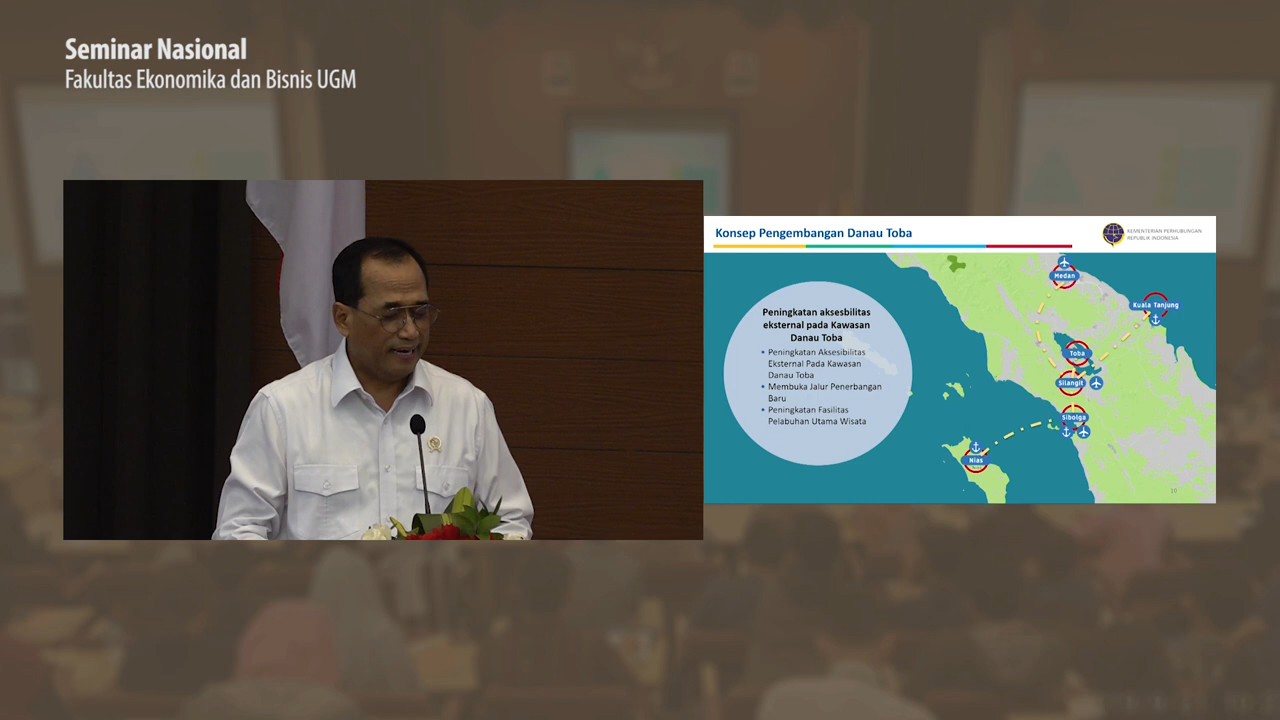 Seminar Nasional
Fakultas Ekonomika dan Bisnis UGM
Konsep Pengembangan Danau Toba
KEMENTERIAN PERHUBUNGAN
REPUBLIK INDONESIA
Peningkatan aksesbilitas
eksternal pada Kawasan
Danau Toba
• Peningkatan Aksesibilitas
Eksternal Pada Kawasan
Danau Toba
• Membuka Jalur Penerbangan
Baru
• Peningkatan Fasilitas
Pelabuhan Utama Wisata
Medan
Kuala Tanjung
Toba
Silangit
Sibolga
Nias
10